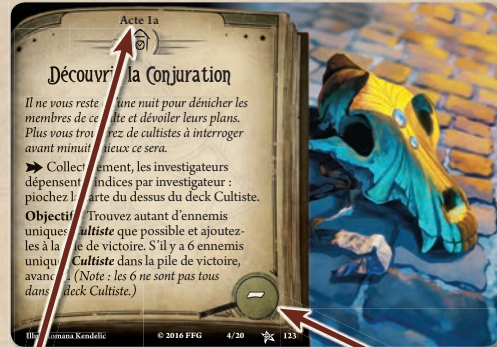 Acte 1a
Découvrir la Conjuration
Il ne vous reste qu'une nuit pour dénicher les
membres de ce culte et dévoiler leurs plans.
Plus vous trouverez de cultistes à interroger
avant minuit, mieux ce sera.
Collectivement, les investigateurs
dépensent indices par investigateur :
piochez la carte du dessus du deck Cultiste.
Objectif – Trouvez autant d'ennemis
uniques Cultiste que possible et ajoutez-
les à la pile de victoire. S'il y a 6 ennemis
uniques Cultiste dans la pile de victoire,
avancez. (Note : les 6 ne sont pas tous
dans le deck Cultiste.)
–
Illus. Romana Kendelic © 2016 FFG 4/20 123